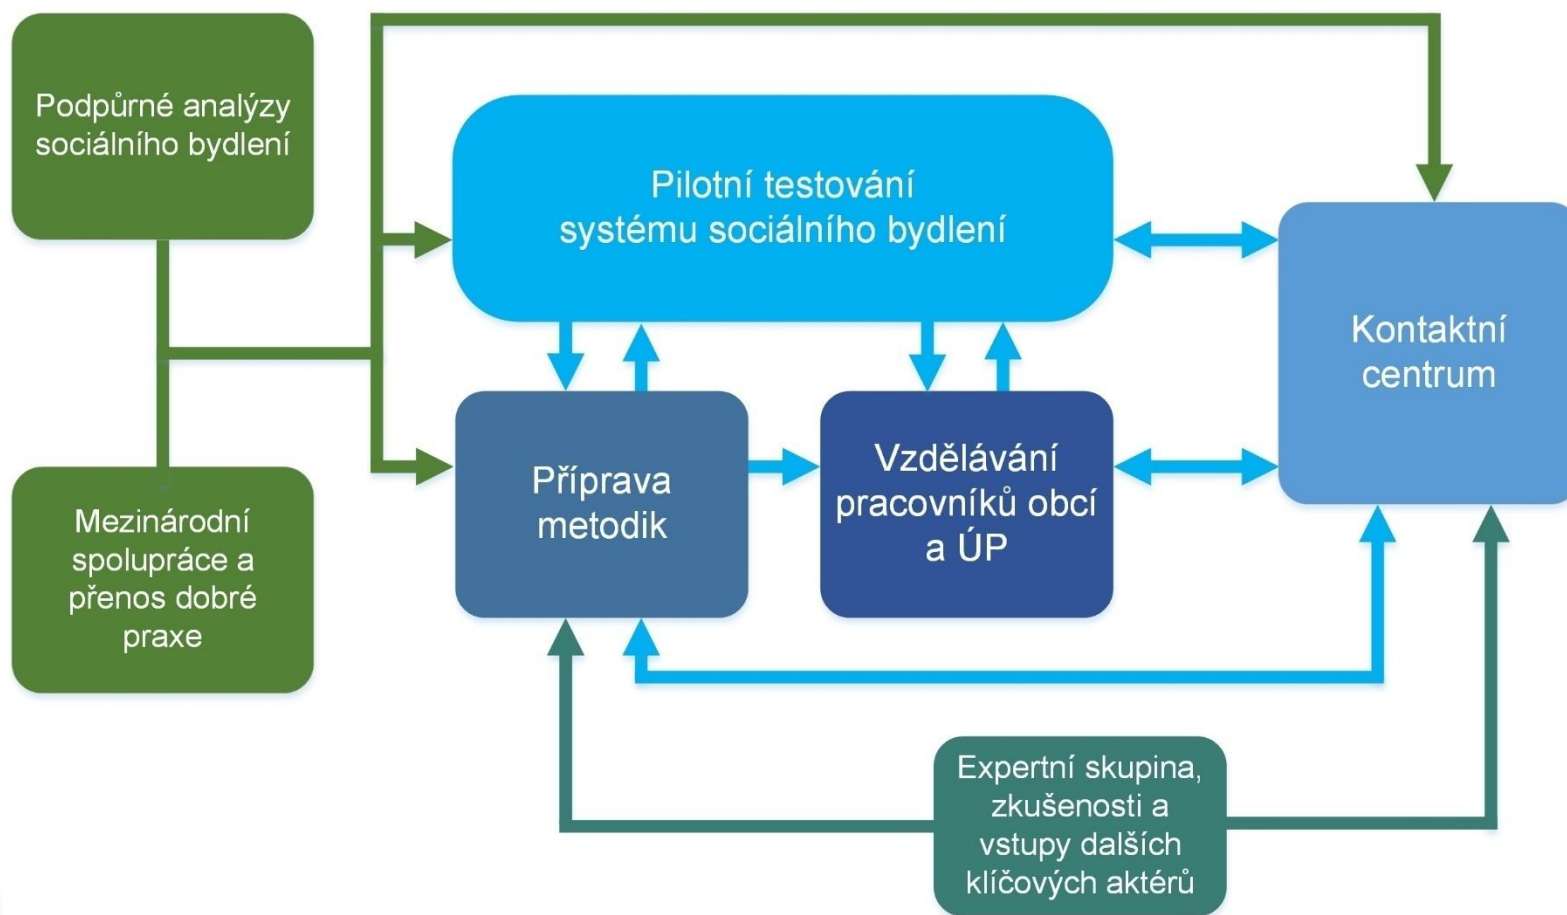 Podpůrné analýzy
sociálního bydlení
Pilotní testování
systému sociálního bydlení
Kontaktní
centrum
Mezinárodní
spolupráce a
přenos dobré
praxe
Příprava
metodik
Vzdělávání
pracovníků obcí
a ÚP
Expertní skupina,
zkušenosti a
vstupy dalších
klíčových aktérů